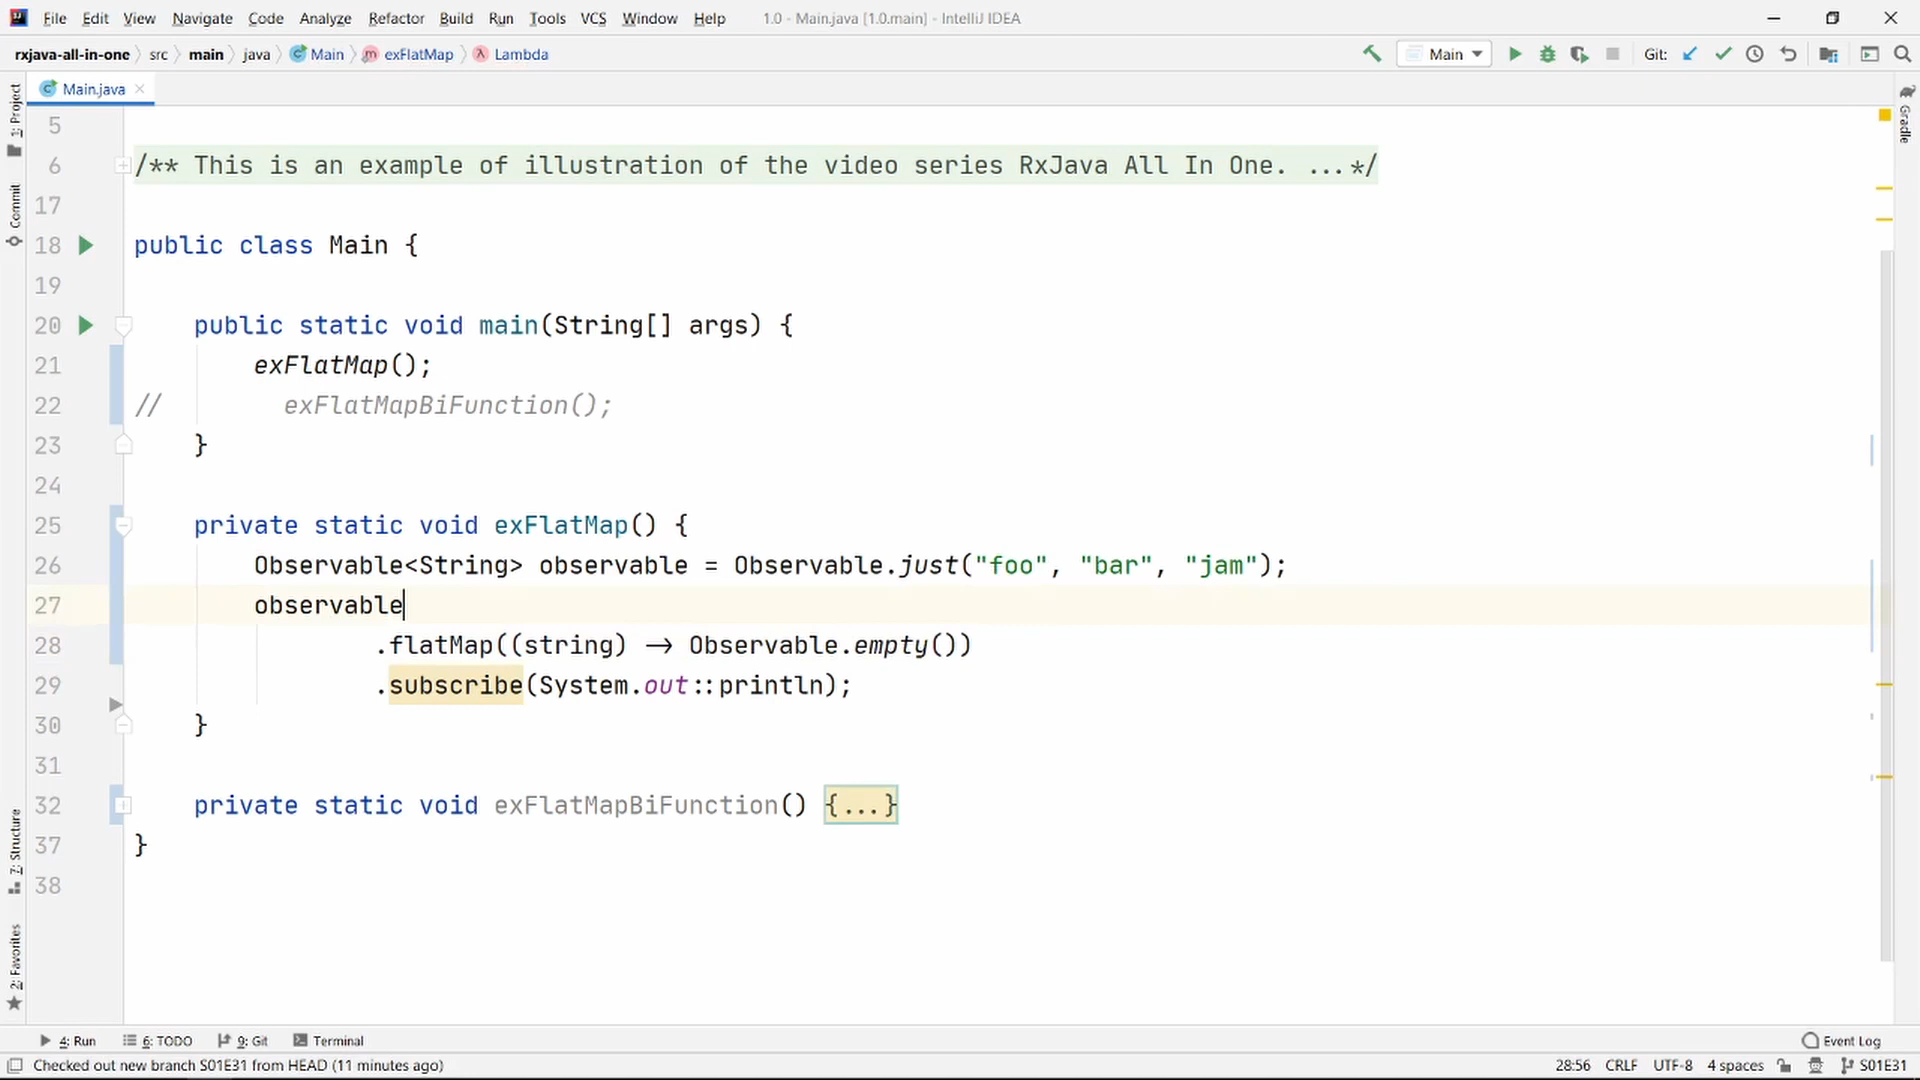 File Edit View Navigate Code Analyze Refactor Build Run Tools VCS Window Help 1.0 - Main.java [1.0.main] - IntelliJ IDEA
rxjava-all-in-one src main java Main exFlatMap Lambda Main Git:
Main.java
1: Project
Commit
7: Structure
2: Favorites
Gradle
5
6 /** This is an example of illustration of the video series RxJava All In One. ...*/
17
18 public class Main {
19
20 public static void main(String[] args) {
21 exFlatMap();
22 // exFlatMapBiFunction();
23 }
24
25 private static void exFlatMap() {
26 Observable<String> observable = Observable.just("foo", "bar", "jam");
27 observable
28 .flatMap((string) → Observable.empty())
29 .subscribe(System.out::println);
30 }
31
32 private static void exFlatMapBiFunction() {...}
37 }
38
4: Run 6: TODO 9: Git Terminal Event Log
Checked out new branch S01E31 from HEAD (11 minutes ago) 28:56 CRLF UTF-8 4 spaces S01E31